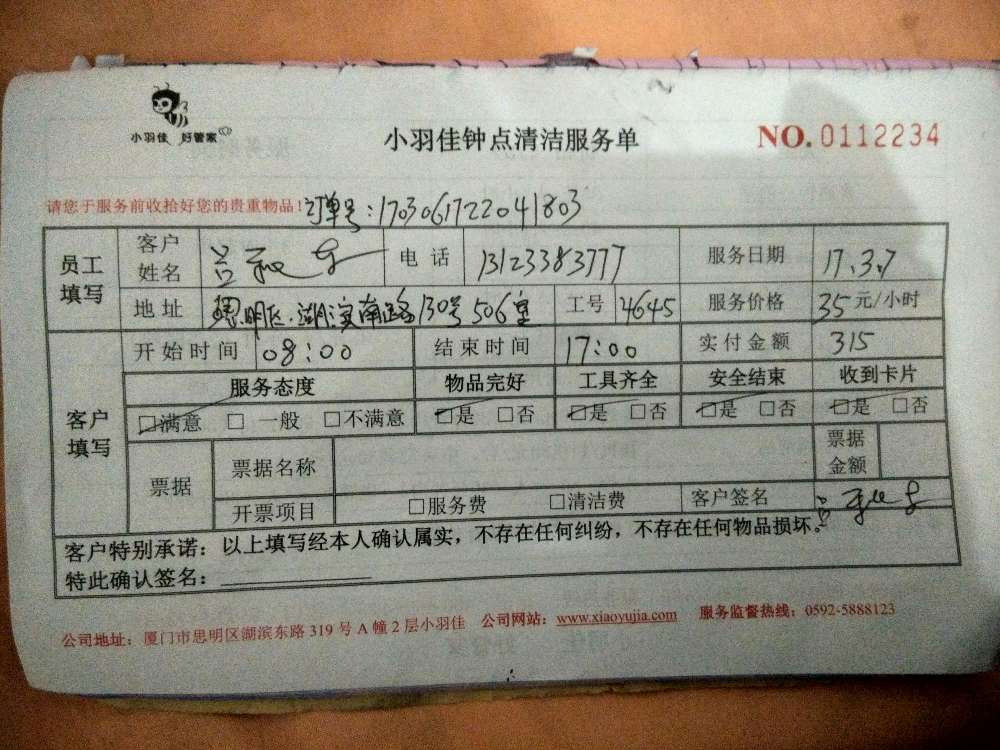 小羽佳 好管家
小羽佳钟点清洁服务单
NO. 0112234
请您于服务前收拾好您的贵重物品！订单号：1703061722041803
员工填写 客户姓名 电话 13123383777 服务日期 17.3.7
地址 思明区湖滨南路130号506室 工号 4645 服务价格 35元/小时
客户填写 开始时间 08:00 结束时间 17:00 实付金额 315
服务态度 物品完好 工具齐全 安全结束 收到卡片
□满意 □一般 □不满意 □是 □否 □是 □否 □是 □否 □是 □否
票据 票据名称 票据金额
开票项目 □服务费 □清洁费 客户签名
客户特别承诺：以上填写经本人确认属实，不存在任何纠纷，不存在任何物品损坏。
特此确认签名：
公司地址：厦门市思明区湖滨东路 319 号 A 幢 2 层小羽佳 公司网站：www.xiaoyujia.com 服务监督热线：0592-5888123